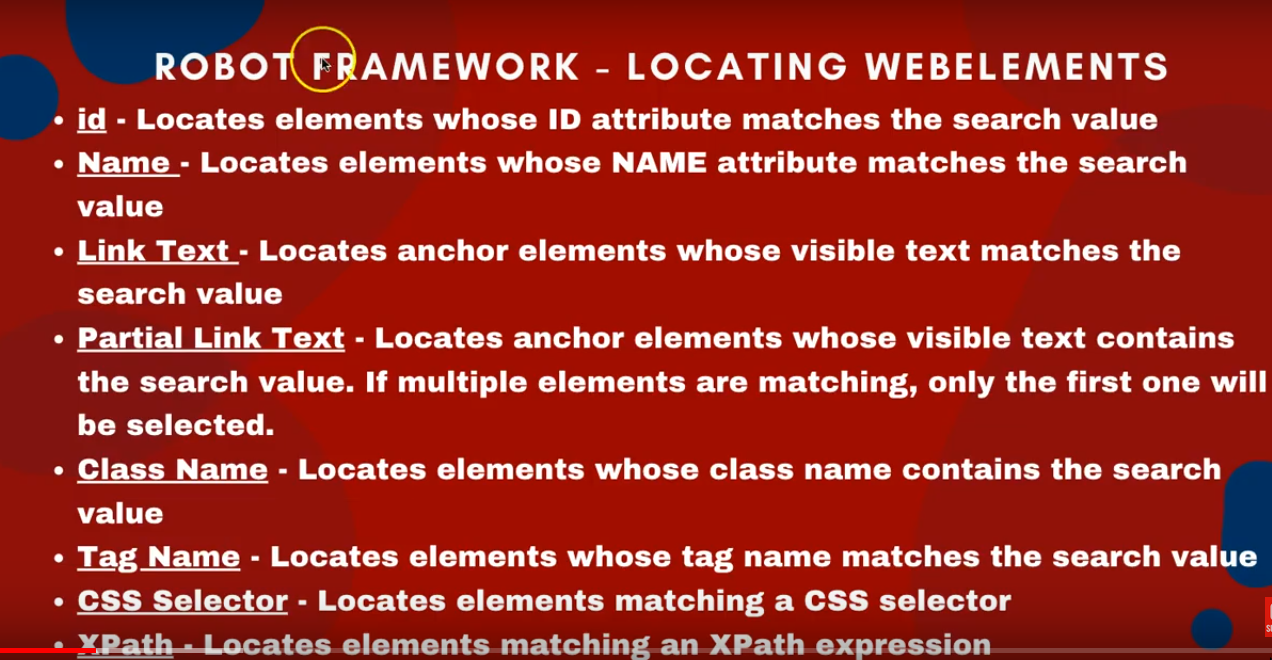 ROBOT FRAMEWORK - LOCATING WEBELEMENTS
• id - Locates elements whose ID attribute matches the search value
• Name - Locates elements whose NAME attribute matches the search
value
• Link Text - Locates anchor elements whose visible text matches the
search value
• Partial Link Text - Locates anchor elements whose visible text contains
the search value. If multiple elements are matching, only the first one will
be selected.
• Class Name - Locates elements whose class name contains the search
value
• Tag Name - Locates elements whose tag name matches the search value
• CSS Selector - Locates elements matching a CSS selector
• XPath - Locates elements matching an XPath expression